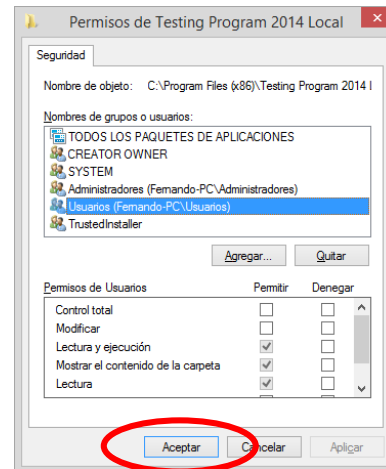 Permisos de Testing Program 2014 Local
Seguridad
Nombre de objeto: C:\Program Files (x86)\Testing Program 2014 l
Nombres de grupos o usuarios:
TODOS LOS PAQUETES DE APLICACIONES
CREATOR OWNER
SYSTEM
Administradores (Fernando-PC\Administradores)
Usuarios (Fernando-PC\Usuarios)
TrustedInstaller
Agregar... Quitar
Permisos de Usuarios Permitir Denegar
Control total
Modificar
Lectura y ejecución
Mostrar el contenido de la carpeta
Lectura
Aceptar Cancelar Aplicar